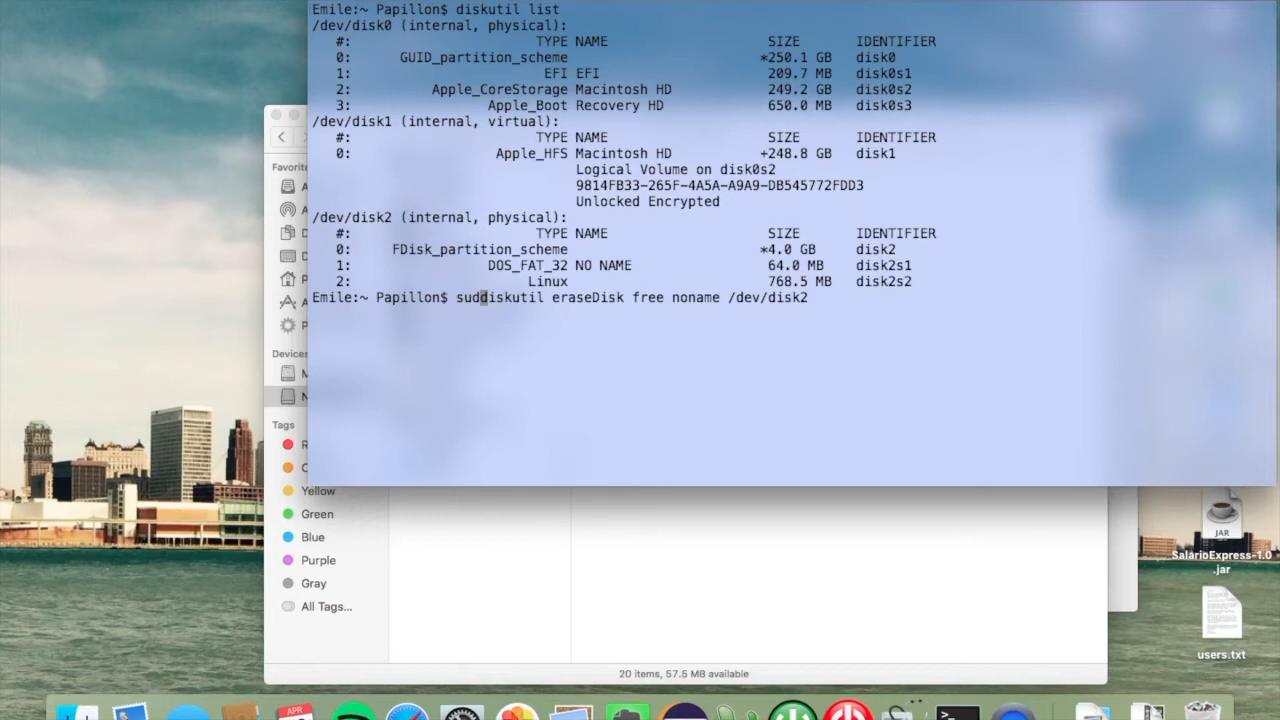 Emile:~ Papillon$ diskutil list
/dev/disk0 (internal, physical):
#: TYPE NAME SIZE IDENTIFIER
0: GUID_partition_scheme *250.1 GB disk0
1: EFI EFI 209.7 MB disk0s1
2: Apple_CoreStorage Macintosh HD 249.2 GB disk0s2
3: Apple_Boot Recovery HD 650.0 MB disk0s3
/dev/disk1 (internal, virtual):
#: TYPE NAME SIZE IDENTIFIER
0: Apple_HFS Macintosh HD +248.8 GB disk1
Logical Volume on disk0s2
9814FB33-265F-4A5A-A9A9-DB545772FDD3
Unlocked Encrypted
/dev/disk2 (internal, physical):
#: TYPE NAME SIZE IDENTIFIER
0: FDisk_partition_scheme *4.0 GB disk2
1: DOS_FAT_32 NO NAME 64.0 MB disk2s1
2: Linux 768.5 MB disk2s2
Emile:~ Papillon$ suddiskutil eraseDisk free noname /dev/disk2
Favorite
Devices
Tags
Yellow
Green
Blue
Purple
Gray
All Tags...
20 items, 57.5 MB available
JAR
SalarioExpress-1.0
.jar
users.txt
APR